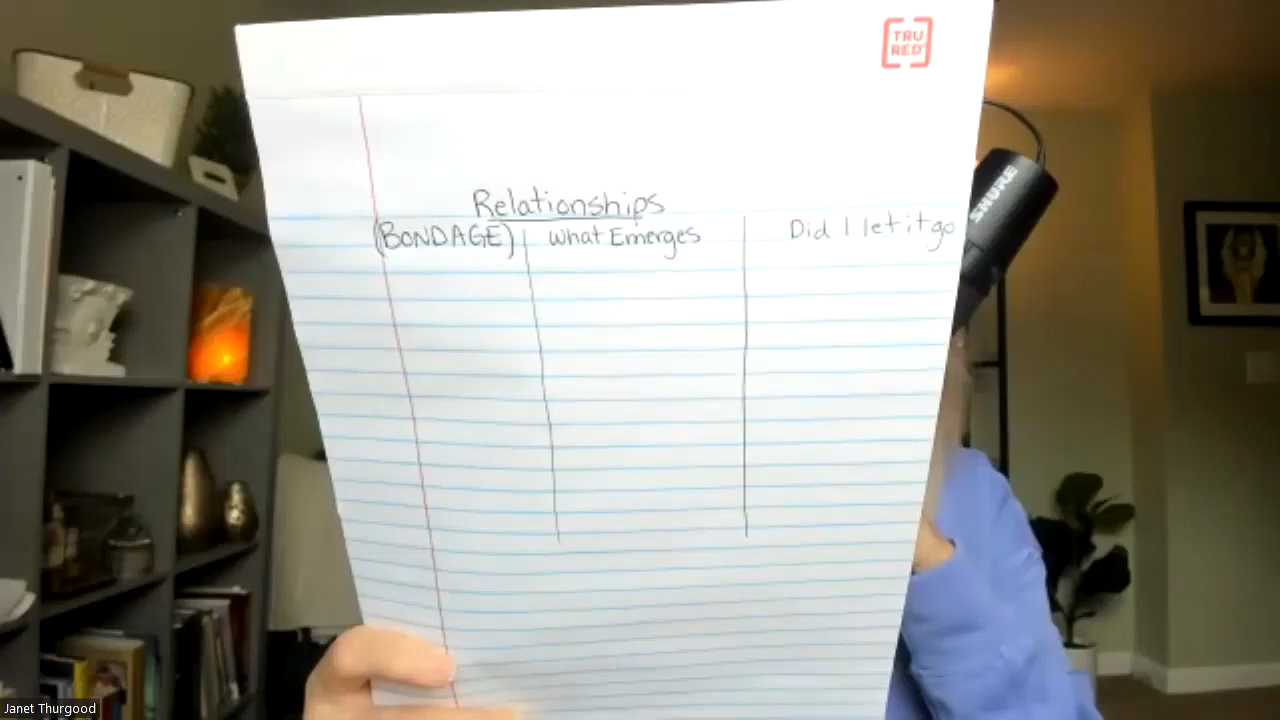 TRU
RED
Relationships
(BONDAGE) What Emerges Did I let it go
SHURE
Janet Thurgood